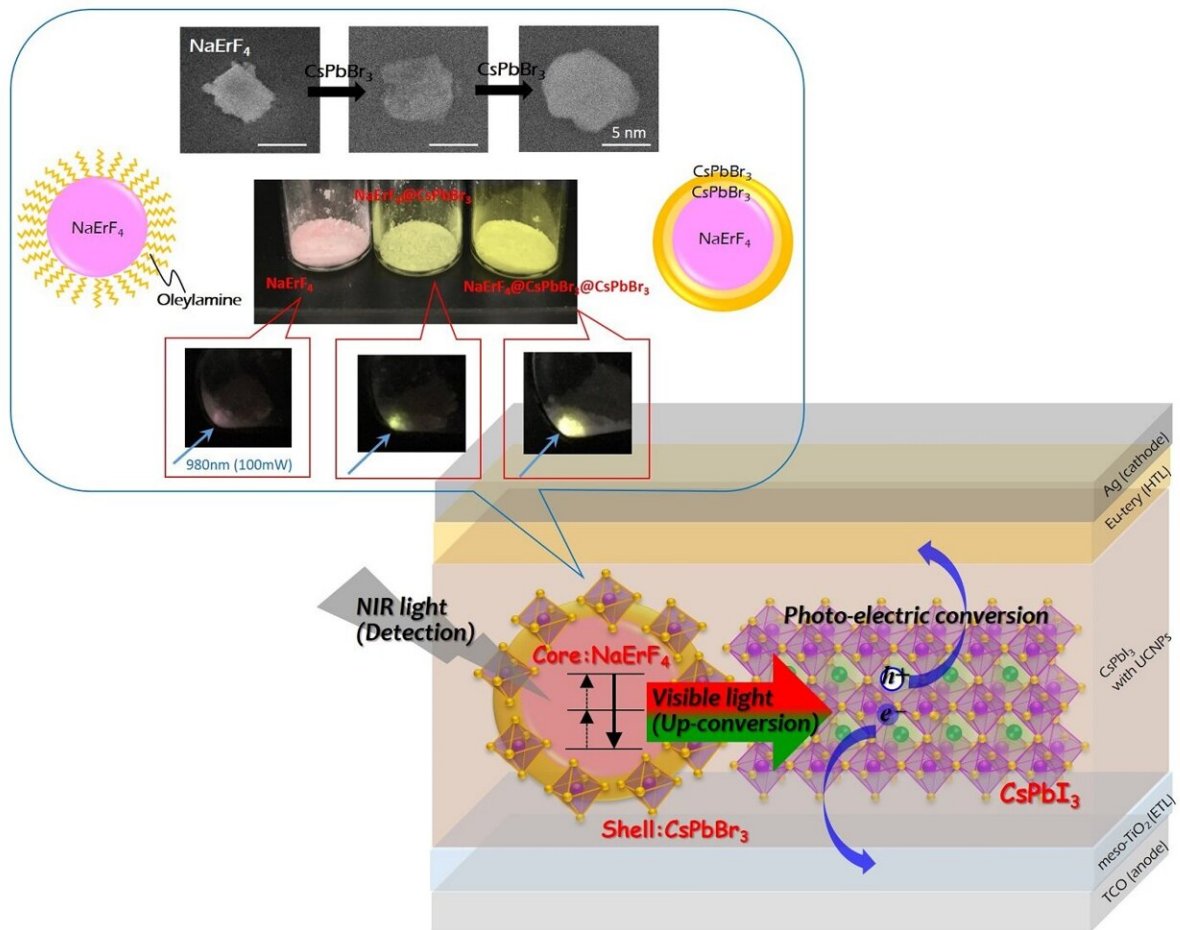 NaErF₄
CsPbBr₃
CsPbBr₃
5 nm
NaErF₄
Oleylamine
NaErF₄@CsPbBr₃
NaErF₄
NaErF₄@CsPbBr₃@CsPbBr₃
CsPbBr₃
CsPbBr₃
NaErF₄
980nm (100mW)
Ag (cathode)
Eu-tery (HTL)
CsPbI₃
with UCNPs
meso-TiO₂ (ETL)
TCO (anode)
NIR light
(Detection)
Core:NaErF₄
Visible light
(Up-conversion)
Shell:CsPbBr₃
Photo-electric conversion
h+
e−
CsPbI₃